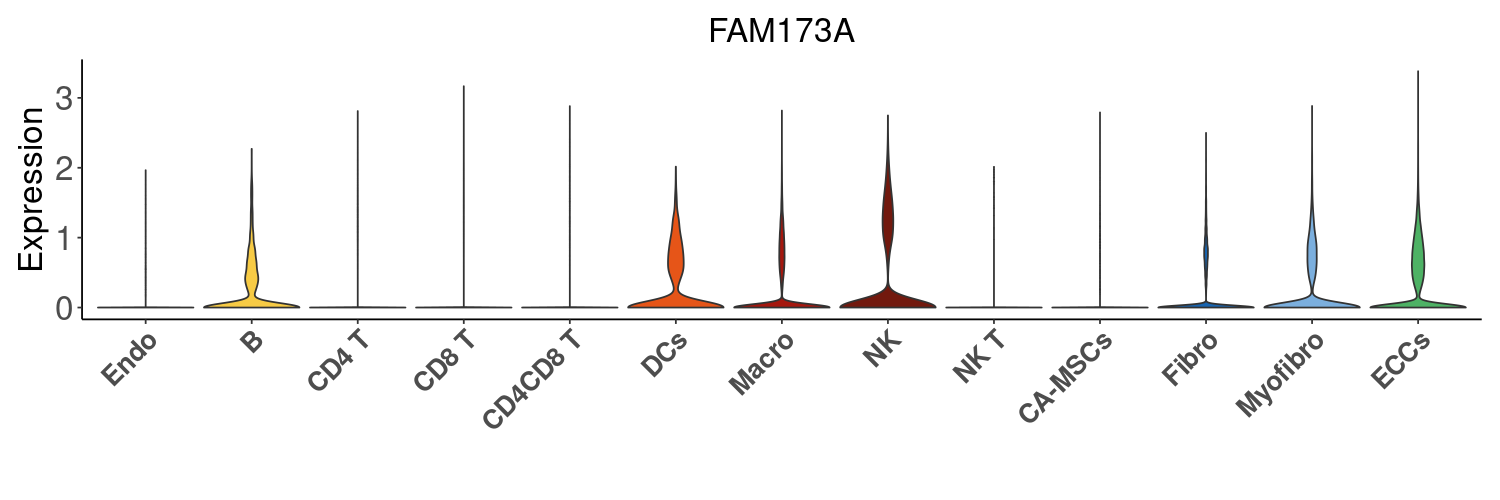 FAM173A
Expression
3
2
1
0
Endo
B
CD4 T
CD8 T
CD4CD8 T
DCs
Macro
NK
NK T
CA-MSCs
Fibro
Myofibro
ECCs